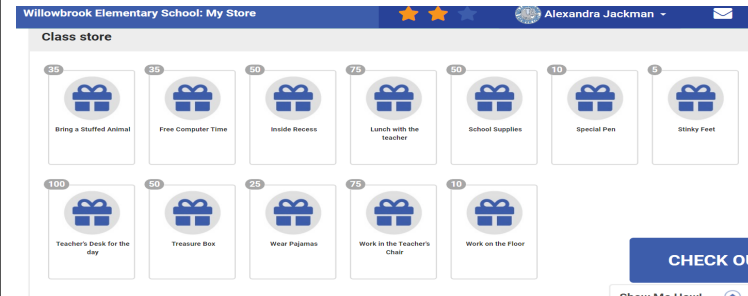 Willowbrook Elementary School: My Store
Alexandra Jackman
Class store
35 35 50 75 50 10 5
Bring a Stuffed Animal Free Computer Time Inside Recess Lunch with the teacher School Supplies Special Pen Stinky Feet
100 50 25 75 10
Teacher's Desk for the day Treasure Box Wear Pajamas Work in the Teacher's Chair Work on the Floor
CHECK OU
Show Me How!